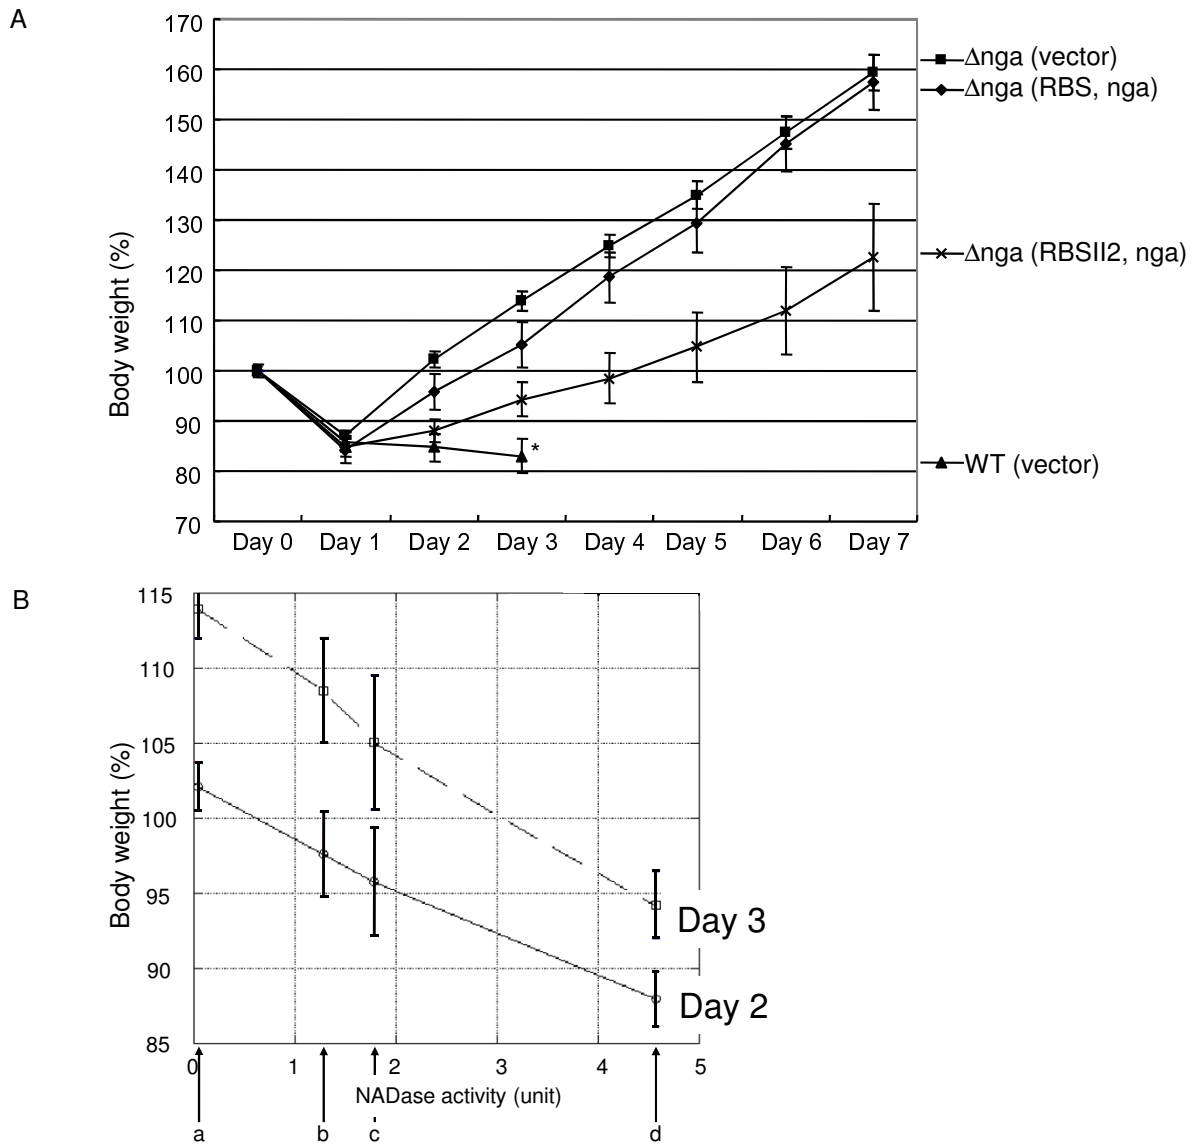 A
170
160
150
140
130
120
110
100
90
80
70
Body weight (%)
Day 0 Day 1 Day 2 Day 3 Day 4 Day 5 Day 6 Day 7
*
Δnga (vector)
Δnga (RBS, nga)
Δnga (RBSII2, nga)
WT (vector)
B
115
110
105
100
95
90
85
Body weight (%)
Day 3
Day 2
0 1 2 3 4 5
NADase activity (unit)
a b c d